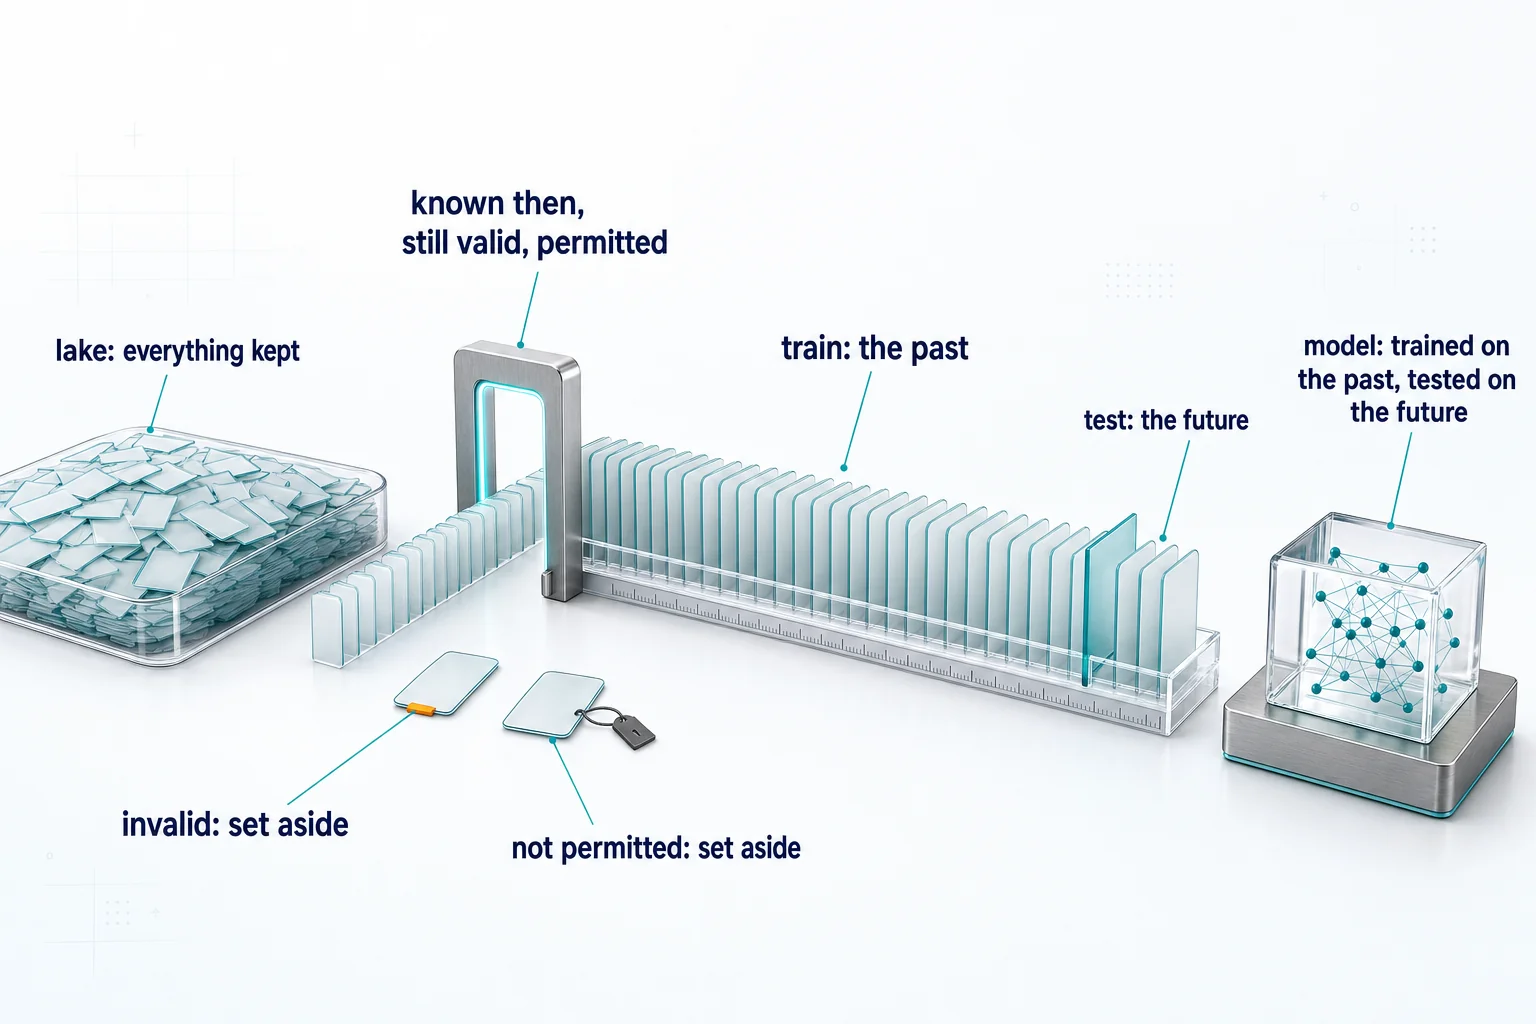 known then,
still valid, permitted
lake: everything kept
train: the past
model: trained on
the past, tested on
the future
test: the future
invalid: set aside
not permitted: set aside